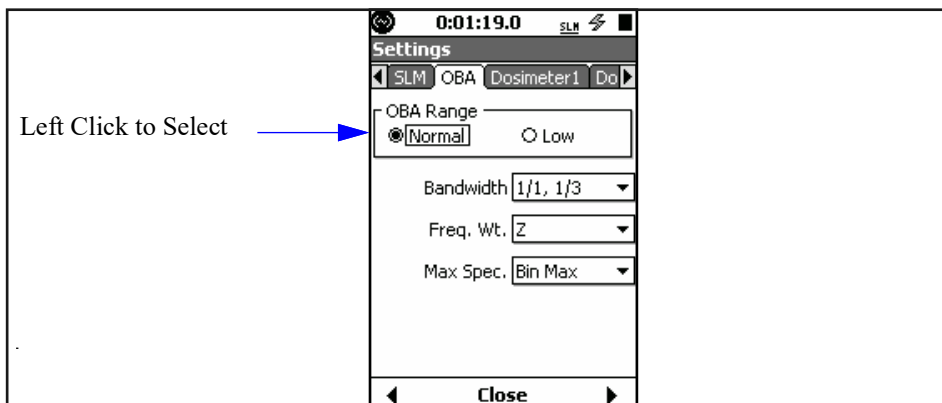 0:01:19.0 SLM
Settings
SLM OBA Dosimeter1 Do
OBA Range
Left Click to Select
Normal Low
Bandwidth 1/1, 1/3
Freq. Wt. Z
Max Spec. Bin Max
Close